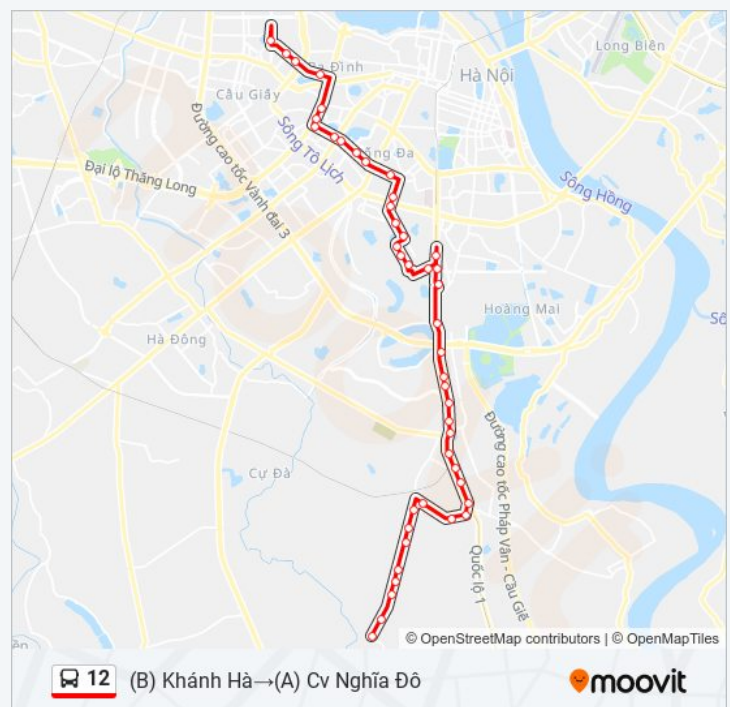 Long Biên
Ba Đình
Hà Nội
Cầu Giấy
Sông Tô Lịch
Đống Đa
Đường cao tốc Vành đai 3
Đại lộ Thăng Long
Sông Hồng
Hoàng Mai
Hà Đông
Đường cao tốc Pháp Vân - Cầu Giẽ
Cự Đà
Quốc lộ 1
© OpenStreetMap contributors | © OpenMapTiles
12 (B) Khánh Hà→(A) Cv Nghĩa Đô
moovit